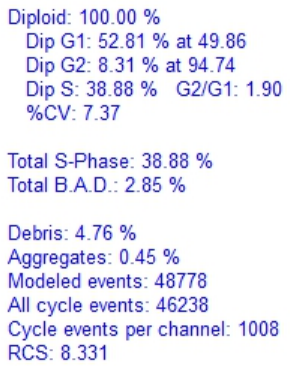 Diploid: 100.00 %
Dip G1: 52.81 % at 49.86
Dip G2: 8.31 % at 94.74
Dip S: 38.88 % G2/G1: 1.90
%CV: 7.37
Total S-Phase: 38.88 %
Total B.A.D.: 2.85 %
Debris: 4.76 %
Aggregates: 0.45 %
Modeled events: 48778
All cycle events: 46238
Cycle events per channel: 1008
RCS: 8.331